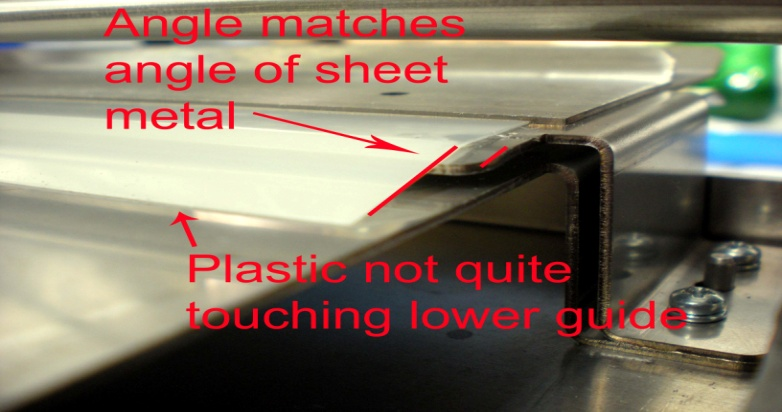 Angle matches
angle of sheet
metal
Plastic not quite
touching lower guide